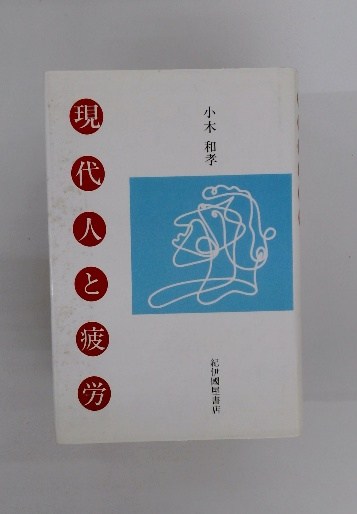 現代人と疲労
小木 和孝
紀伊國屋書店